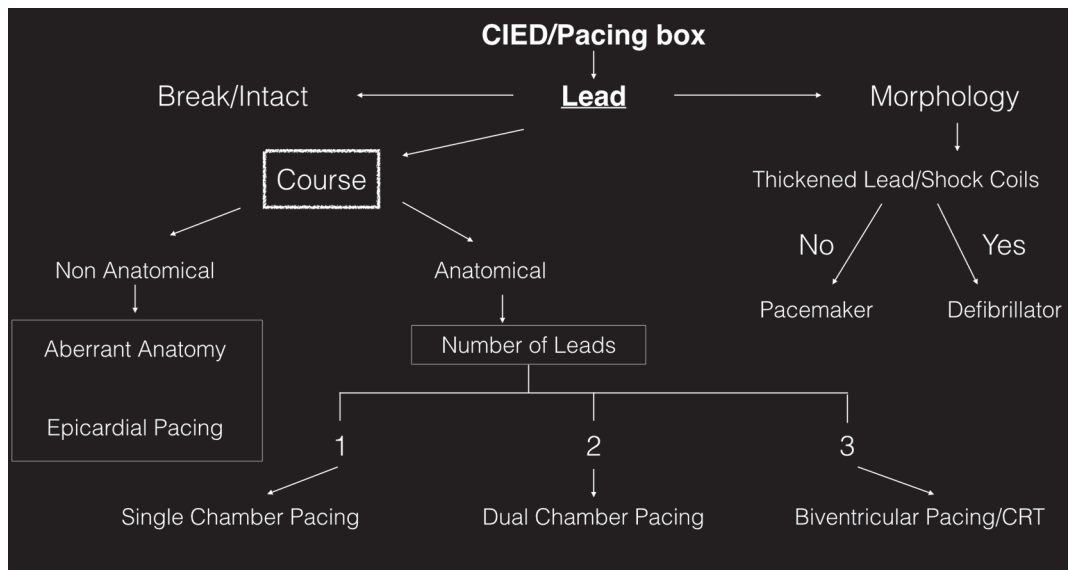 CIED/Pacing box
Break/Intact
Lead
Morphology
Course
Thickened Lead/Shock Coils
No
Yes
Non Anatomical
Anatomical
Pacemaker
Defibrillator
Aberrant Anatomy
Number of Leads
Epicardial Pacing
1
2
3
Single Chamber Pacing
Dual Chamber Pacing
Biventricular Pacing/CRT